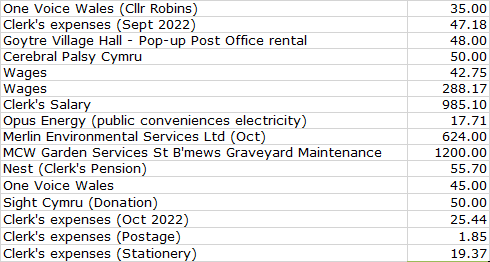 One Voice Wales (Cllr Robins) 35.00
Clerk's expenses (Sept 2022) 47.18
Goytre Village Hall - Pop-up Post Office rental 48.00
Cerebral Palsy Cymru 50.00
Wages 42.75
Wages 288.17
Clerk's Salary 985.10
Opus Energy (public conveniences electricity) 17.71
Merlin Environmental Services Ltd (Oct) 624.00
MCW Garden Services St B'mews Graveyard Maintenance 1200.00
Nest (Clerk's Pension) 55.70
One Voice Wales 45.00
Sight Cymru (Donation) 50.00
Clerk's expenses (Oct 2022) 25.44
Clerk's expenses (Postage) 1.85
Clerk's expenses (Stationery) 19.37